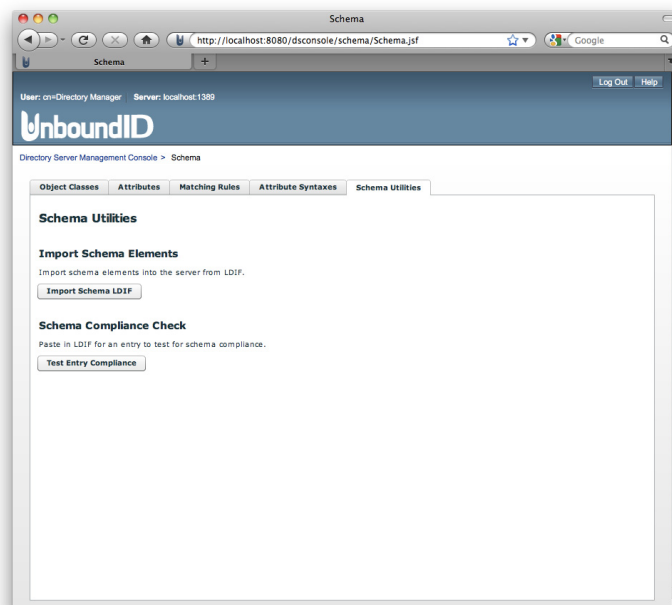 Schema
http://localhost:8080/dsconsole/schema/Schema.jsf
Google
Schema
Log Out Help
User: cn=Directory Manager Server: localhost:1389
UnboundID
Directory Server Management Console > Schema
Object Classes Attributes Matching Rules Attribute Syntaxes Schema Utilities
Schema Utilities
Import Schema Elements
Import schema elements into the server from LDIF.
Import Schema LDIF
Schema Compliance Check
Paste in LDIF for an entry to test for schema compliance.
Test Entry Compliance